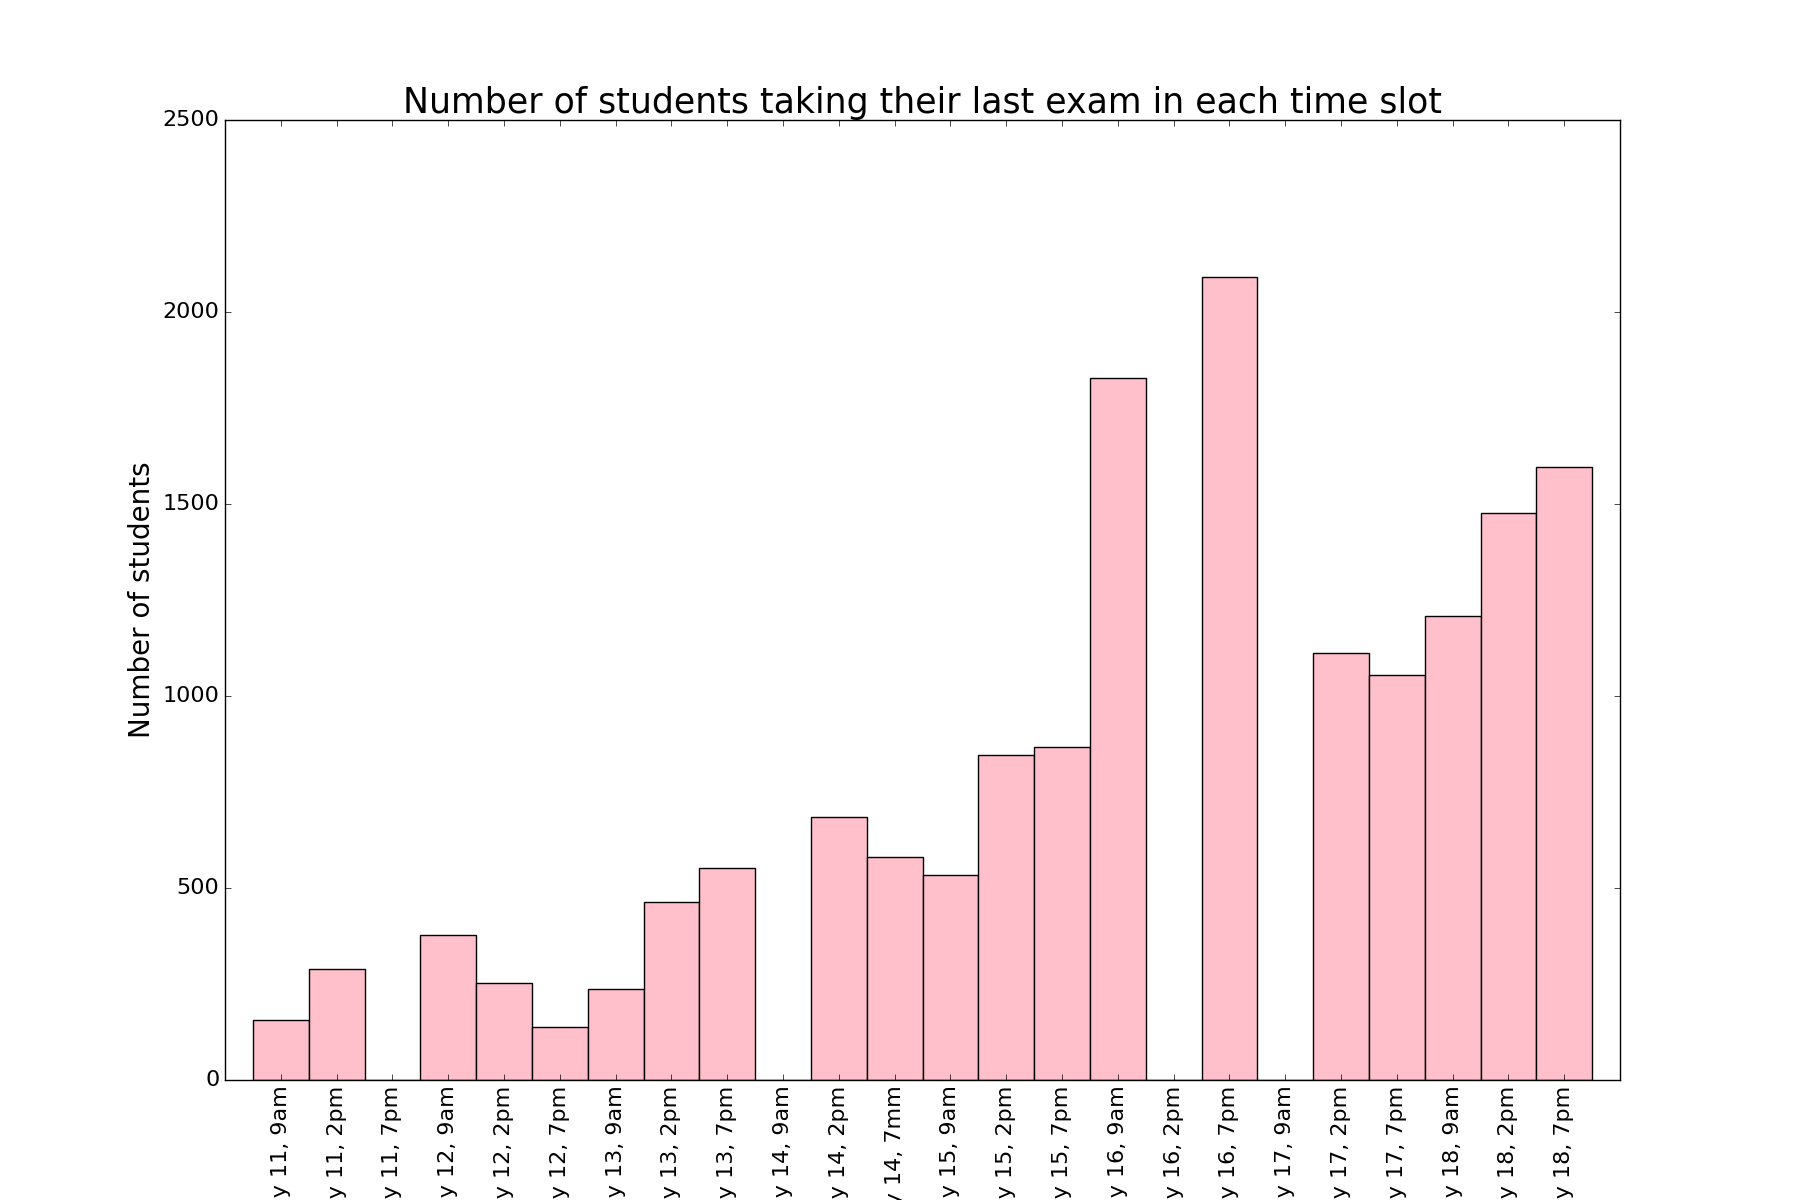 Number of students taking their last exam in each time slot
Number of students
2500
2000
1500
1000
500
0
y 11, 9am
y 11, 2pm
y 11, 7pm
y 12, 9am
y 12, 2pm
y 12, 7pm
y 13, 9am
y 13, 2pm
y 13, 7pm
y 14, 9am
y 14, 2pm
y 14, 7mm
y 15, 9am
y 15, 2pm
y 15, 7pm
y 16, 9am
y 16, 2pm
y 16, 7pm
y 17, 9am
y 17, 2pm
y 17, 7pm
y 18, 9am
y 18, 2pm
y 18, 7pm